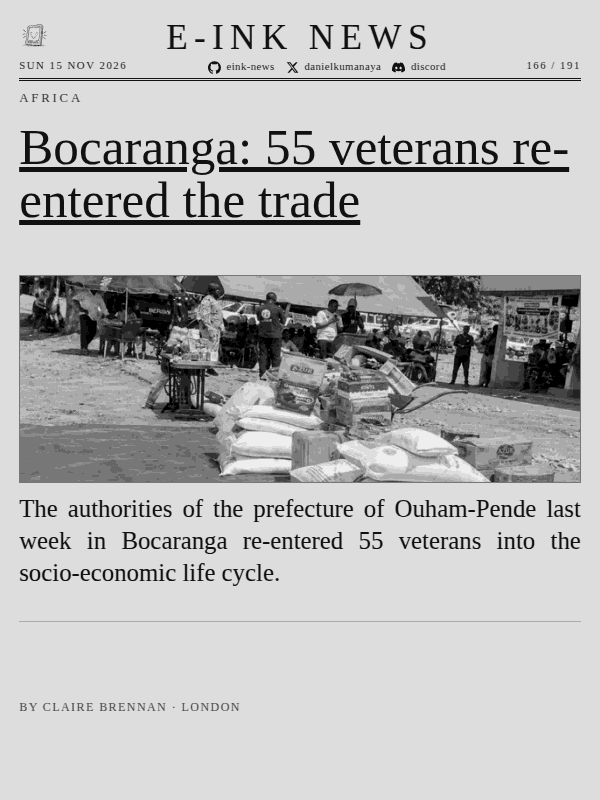 E-INK NEWS
SUN 15 NOV 2026
eink-news
danielkumanaya
discord
166 / 191
AFRICA
Bocaranga: 55 veterans re-
entered the trade
The authorities of the prefecture of Ouham-Pende last
week in Bocaranga re-entered 55 veterans into the
socio-economic life cycle.
BY CLAIRE BRENNAN · LONDON